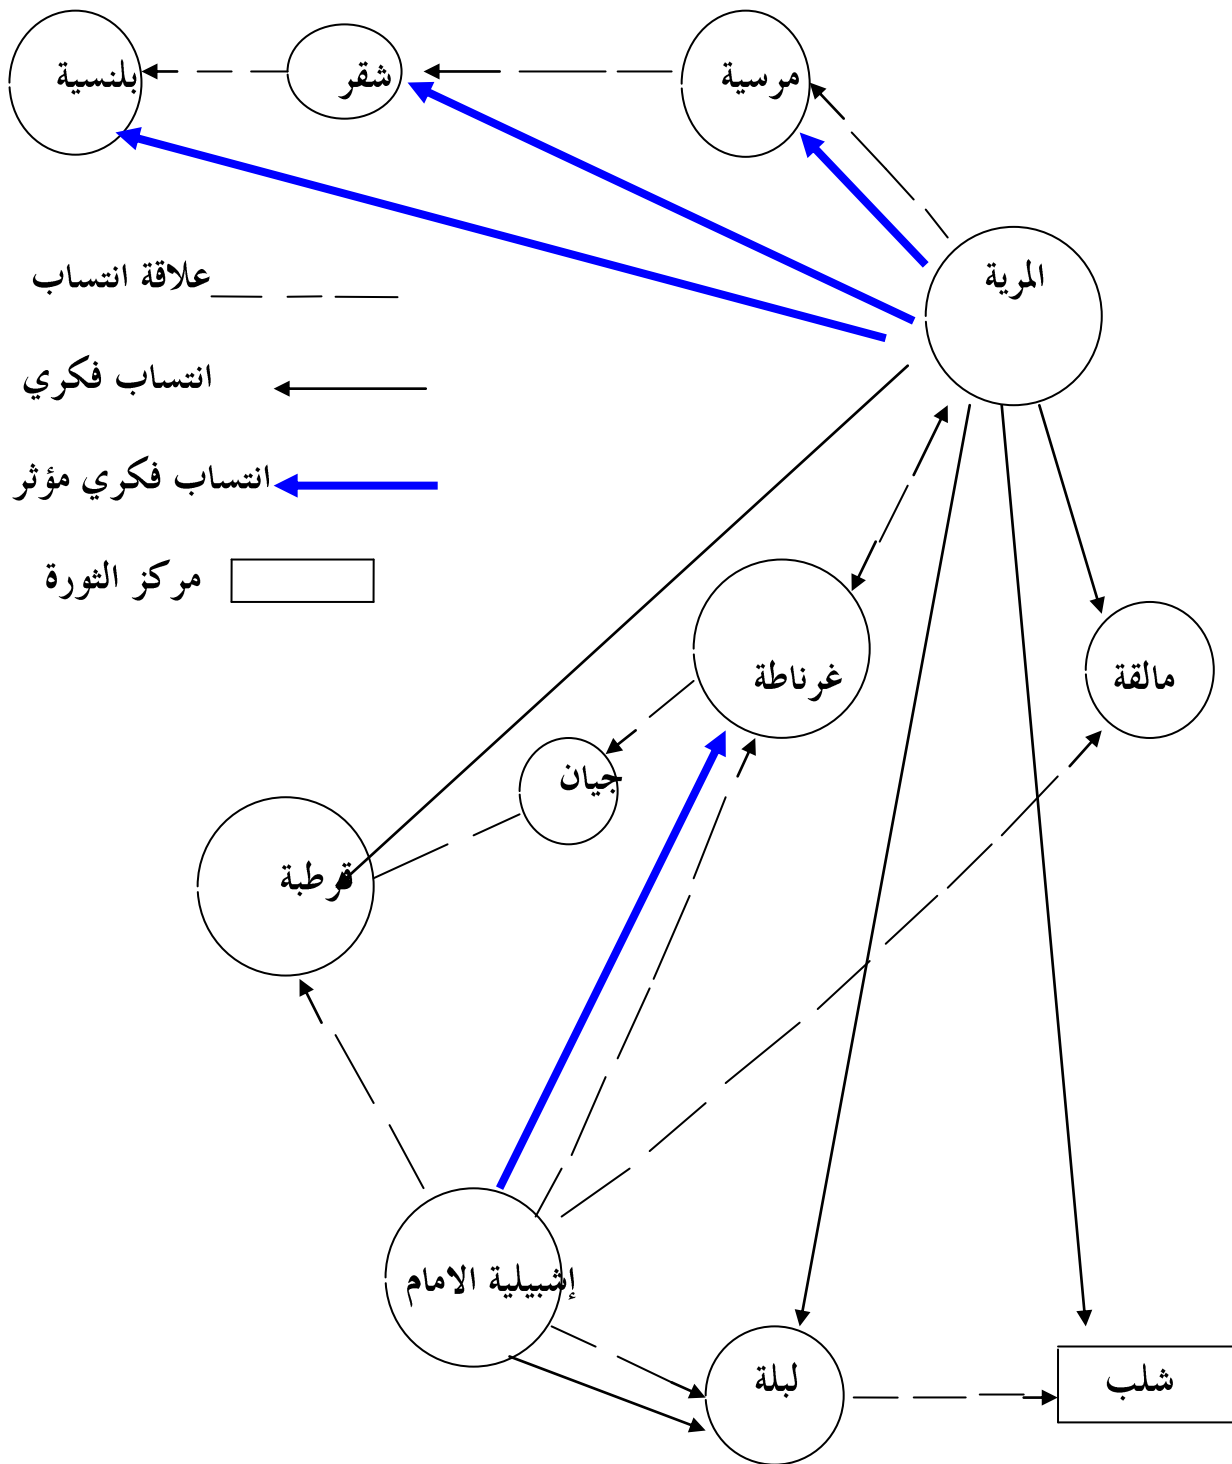 مرسية
شقر
بلنسية
المرية
علاقة انتساب
انتساب فكري
انتساب فكري مؤثر
مركز الثورة
مالقة
غرناطة
جيان
قرطبة
إشبيلية الامام
لبلة
شلب